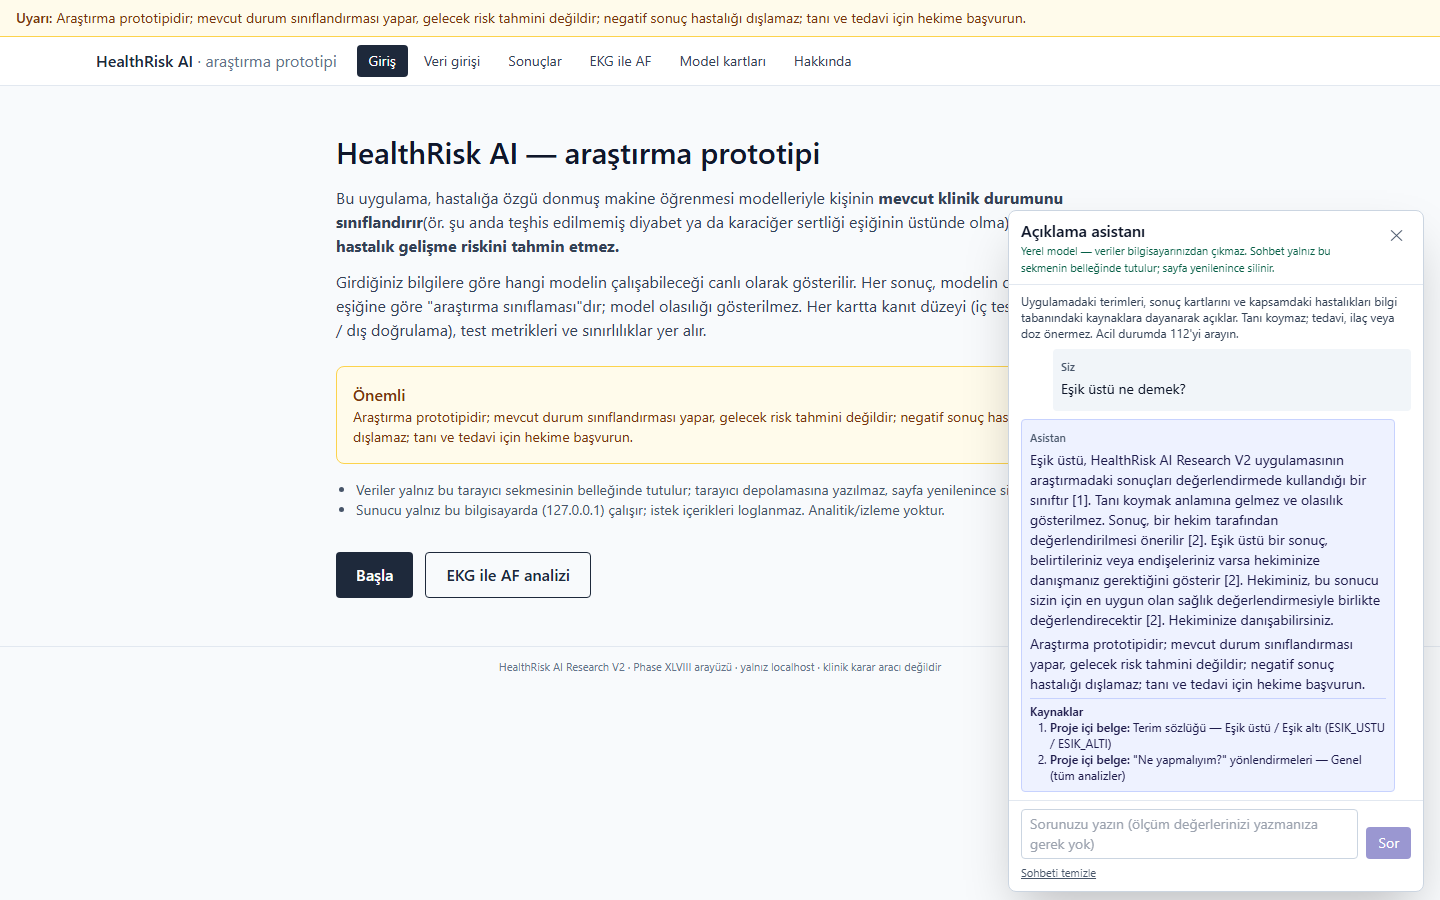 Uyarı: Araştırma prototipidir; mevcut durum sınıflandırması yapar, gelecek risk tahmini değildir; negatif sonuç hastalığı dışlamaz; tanı ve tedavi için hekime başvurun.
HealthRisk AI · araştırma prototipi
Giriş
Veri girişi
Sonuçlar
EKG ile AF
Model kartları
Hakkında
HealthRisk AI — araştırma prototipi
Bu uygulama, hastalığa özgü donmuş makine öğrenmesi modelleriyle kişinin mevcut klinik durumunu
sınıflandırır(ör. şu anda teşhis edilmemiş diyabet ya da karaciğer sertliği eşiğinin üstünde olma)
hastalık gelişme riskini tahmin etmez.
Girdiğiniz bilgilere göre hangi modelin çalışabileceği canlı olarak gösterilir. Her sonuç, modelin
eşiğine göre "araştırma sınıflaması"dır; model olasılığı gösterilmez. Her kartta kanıt düzeyi (iç
/ dış doğrulama), test metrikleri ve sınırlılıklar yer alır.
Önemli
Araştırma prototipidir; mevcut durum sınıflandırması yapar, gelecek risk tahmini değildir; negatif sonuç
dışlamaz; tanı ve tedavi için hekime başvurun.
• Veriler yalnız bu tarayıcı sekmesinin belleğinde tutulur; tarayıcı depolamasına yazılmaz, sayfa yenilenince
• Sunucu yalnız bu bilgisayarda (127.0.0.1) çalışır; istek içerikleri loglanmaz. Analitik/izleme yoktur.
Başla
EKG ile AF analizi
HealthRisk AI Research V2 · Phase XLVIII arayüzü · yalnız localhost · klinik karar aracı değildir
Açıklama asistanı
Yerel model — veriler bilgisayarınızdan çıkmaz. Sohbet yalnız bu
sekmenin belleğinde tutulur; sayfa yenilenince silinir.
Uygulamadaki terimleri, sonuç kartlarını ve kapsamdaki hastalıkları bilgi
tabanındaki kaynaklara dayanarak açıklar. Tanı koymaz; tedavi, ilaç veya
doz önermez. Acil durumda 112'yi arayın.
Siz
Eşik üstü ne demek?
Asistan
Eşik üstü, HealthRisk AI Research V2 uygulamasının
araştırmadaki sonuçları değerlendirmede kullandığı bir
sınıftır [1]. Tanı koymak anlamına gelmez ve olasılık
gösterilmez. Sonuç, bir hekim tarafından
değerlendirilmesi önerilir [2]. Eşik üstü bir sonuç,
belirtileriniz veya endişeleriniz varsa hekiminize
danışmanız gerektiğini gösterir [2]. Hekiminiz, bu sonucu
sizin için en uygun olan sağlık değerlendirmesiyle birlikte
değerlendirecektir [2]. Hekiminize danışabilirsiniz.
Araştırma prototipidir; mevcut durum sınıflandırması
yapar, gelecek risk tahmini değildir; negatif sonuç
hastalığı dışlamaz; tanı ve tedavi için hekime başvurun.
Kaynaklar
1. Proje içi belge: Terim sözlüğü — Eşik üstü / Eşik altı (ESIK_USTU
/ ESIK_ALTI)
2. Proje içi belge: "Ne yapmalıyım?" yönlendirmeleri — Genel
(tüm analizler)
Sorunuzu yazın (ölçüm değerlerinizi yazmanıza
gerek yok)
Sor
Sohbeti temizle